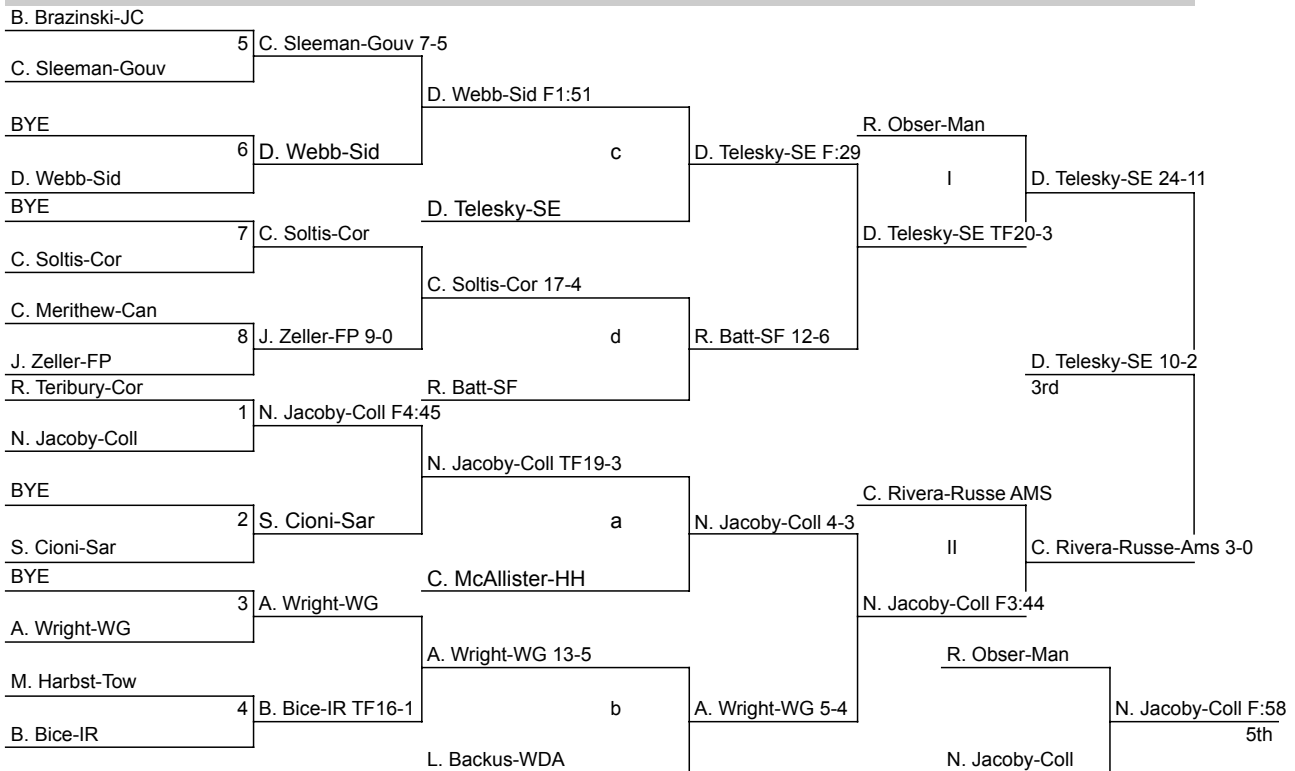 B. Brazinski-JC
5 C. Sleeman-Gouv 7-5
C. Sleeman-Gouv
D. Webb-Sid F1:51
BYE
R. Obser-Man
6 D. Webb-Sid
c
D. Telesky-SE F:29
D. Webb-Sid
I
D. Telesky-SE 24-11
BYE
D. Telesky-SE
7 C. Soltis-Cor
D. Telesky-SE TF20-3
C. Soltis-Cor
C. Soltis-Cor 17-4
C. Merithew-Can
8 J. Zeller-FP 9-0
d
R. Batt-SF 12-6
J. Zeller-FP
D. Telesky-SE 10-2
R. Teribury-Cor
R. Batt-SF
3rd
1 N. Jacoby-Coll F4:45
N. Jacoby-Coll
N. Jacoby-Coll TF19-3
BYE
C. Rivera-Russe AMS
2 S. Cioni-Sar
a
N. Jacoby-Coll 4-3
S. Cioni-Sar
II
C. Rivera-Russe-Ams 3-0
BYE
C. McAllister-HH
3 A. Wright-WG
N. Jacoby-Coll F3:44
A. Wright-WG
A. Wright-WG 13-5
R. Obser-Man
M. Harbst-Tow
4 B. Bice-IR TF16-1
b
A. Wright-WG 5-4
N. Jacoby-Coll F:58
B. Bice-IR
5th
L. Backus-WDA
N. Jacoby-Coll